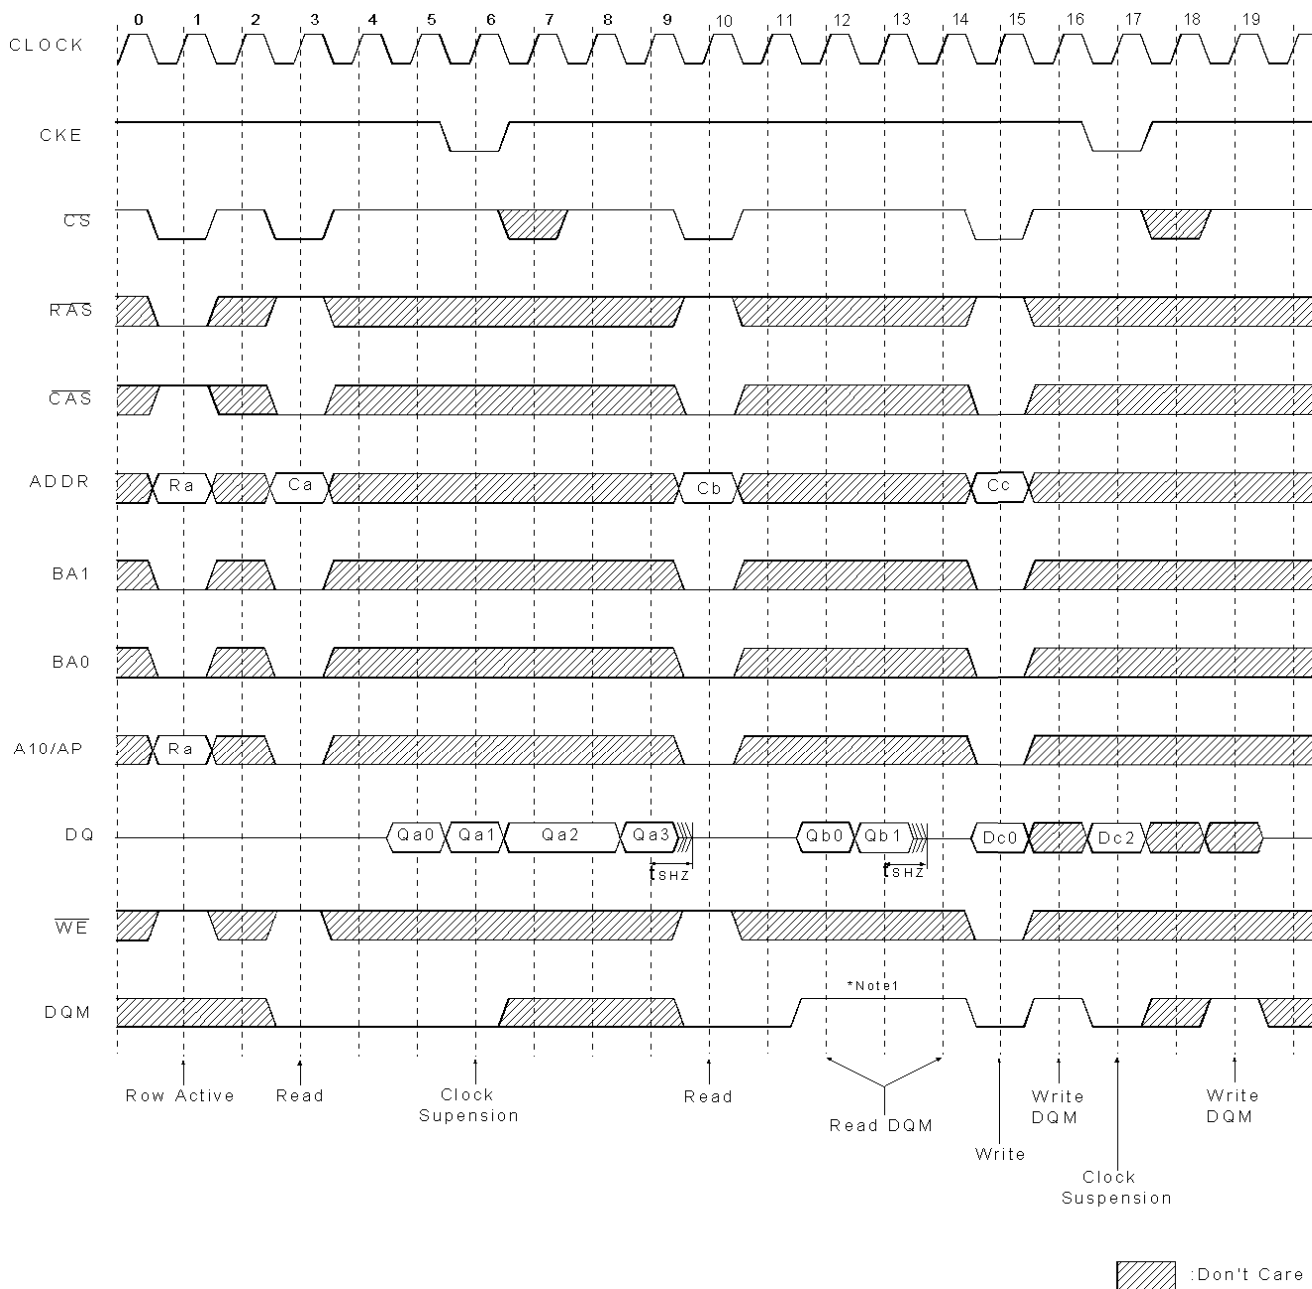 0 1 2 3 4 5 6 7 8 9 10 11 12 13 14 15 16 17 18 19
CLOCK
CKE
CS
RAS
CAS
ADDR Ra Ca Cb Cc
BA1
BA0
A10/AP Ra
DQ Qa0 Qa1 Qa2 Qa3 Qb0 Qb1 Dc0 Dc2
tSHZ tSHZ
WE
*Note1
DQM
Row Active Read Clock Read Write Write
Supension DQM DQM
Read DQM
Write
Clock
Suspension
:Don't Care